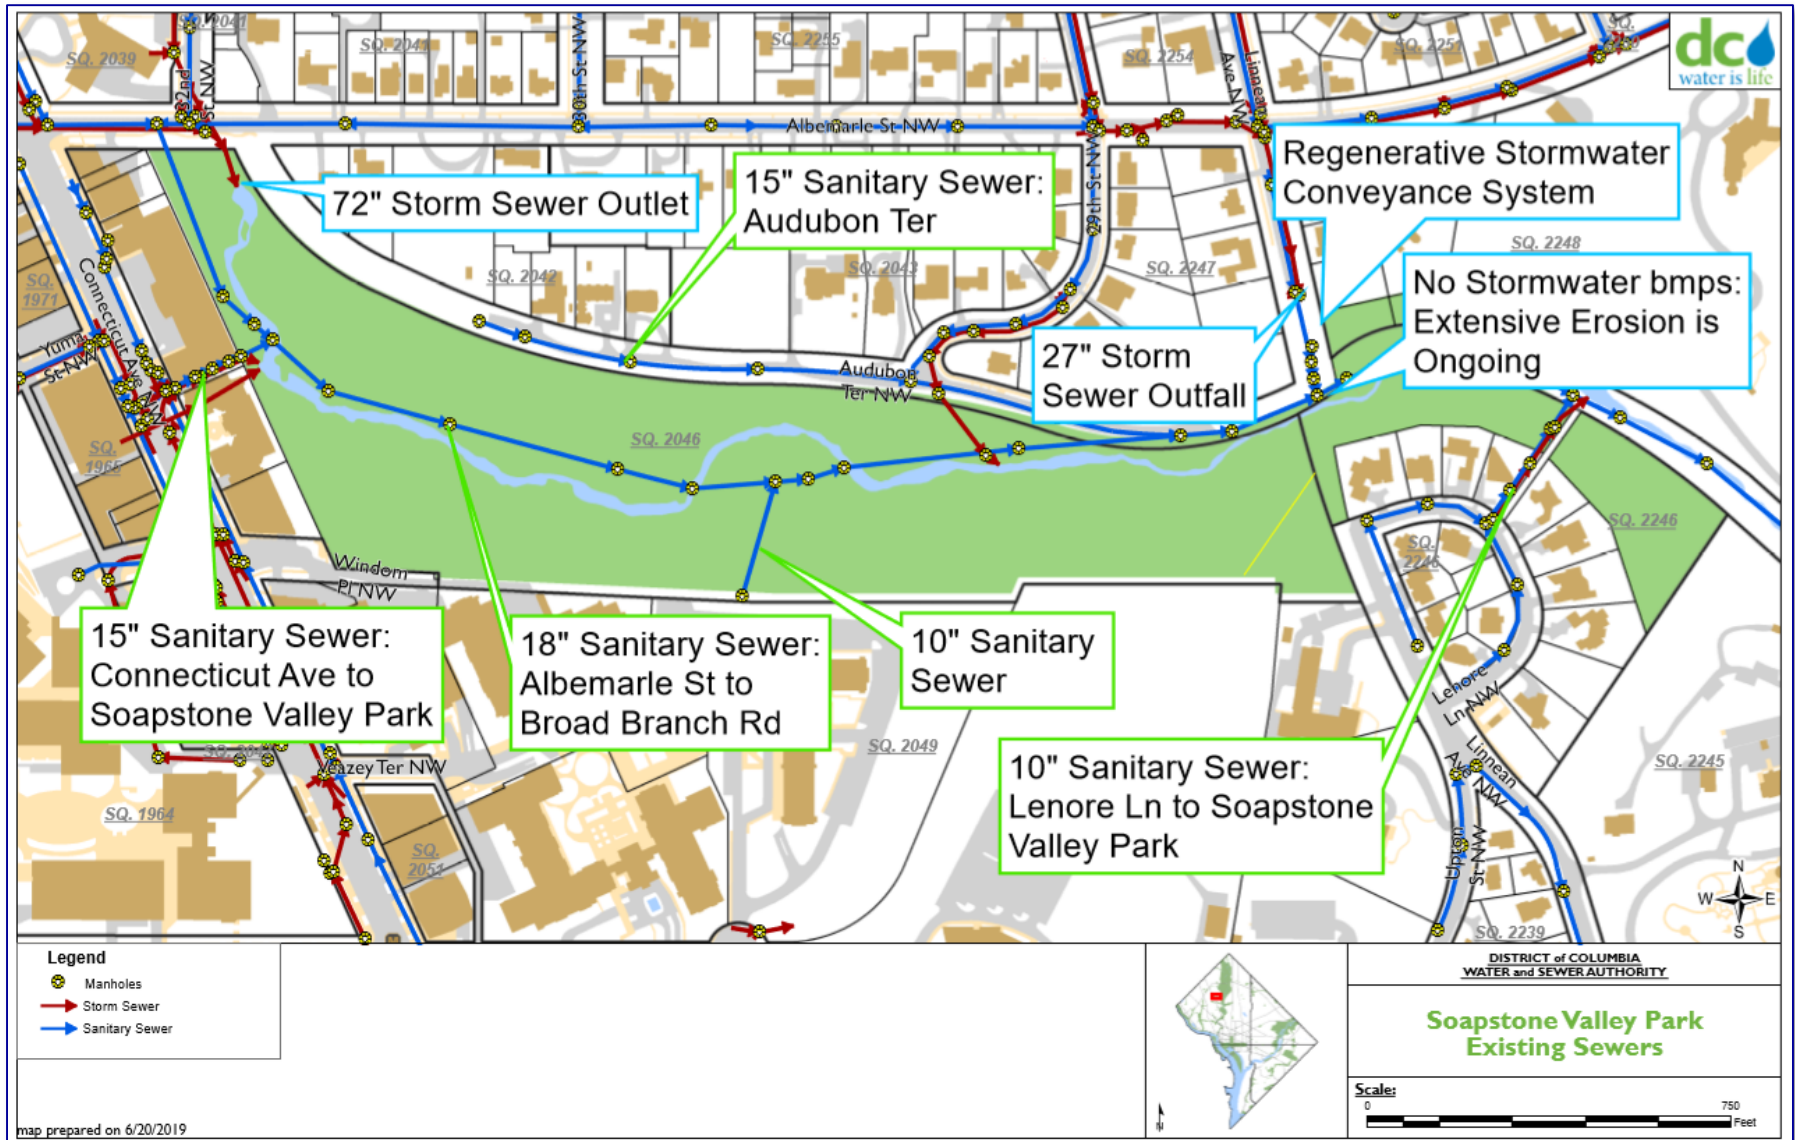 SQ. 2039
SQ. 2041
SQ. 2041
SQ. 2255
SQ. 2254
SQ. 2251
dc
water is life
32nd
St NW
30th St NW
Linnean
Ave NW
Albemarle St NW
29th St NW
Regenerative Stormwater
Conveyance System
72" Storm Sewer Outlet
15" Sanitary Sewer:
Audubon Ter
SQ. 2248
SQ. 2042
SQ. 2043
SQ. 2247
SQ.
1971
Connecticut Ave NW
No Stormwater bmps:
Extensive Erosion is
Ongoing
Yuma
St NW
27" Storm
Sewer Outfall
Audubon
Ter NW
SQ. 2046
SQ.
1965
SQ. 2246
SQ.
2246
Windom
Pl NW
15" Sanitary Sewer:
Connecticut Ave to
Soapstone Valley Park
18" Sanitary Sewer:
Albemarle St to
Broad Branch Rd
10" Sanitary
Sewer
Lenore
Ln NW
10" Sanitary Sewer:
Lenore Ln to Soapstone
Valley Park
SQ. 2049
Linnean
Ave NW
SQ. 2245
Veazey Ter NW
SQ. 1964
SQ.
2051
Upton
St NW
SQ. 2239
N
W
E
S
Legend
Manholes
Storm Sewer
Sanitary Sewer
N
DISTRICT of COLUMBIA
WATER and SEWER AUTHORITY
Soapstone Valley Park
Existing Sewers
Scale:
0
750
Feet
map prepared on 6/20/2019